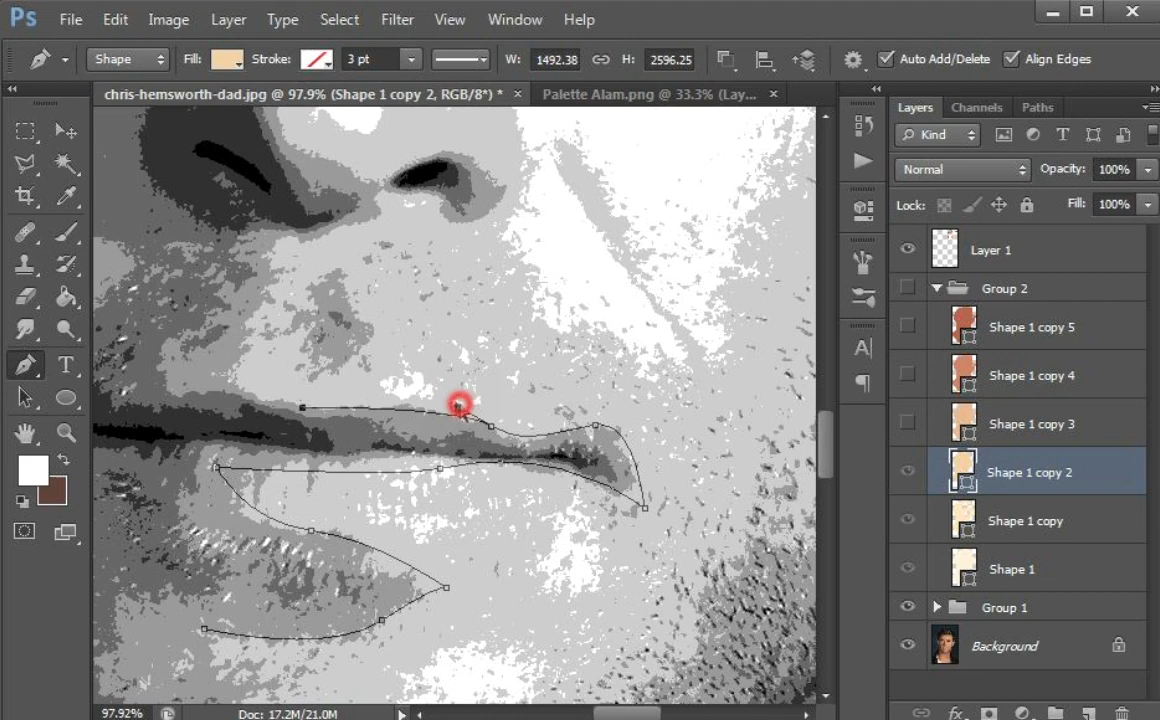 Ps File Edit Image Layer Type Select Filter View Window Help
Shape Fill: Stroke: 3 pt W: 1492.38 H: 2596.25 Auto Add/Delete Align Edges
chris-hemsworth-dad.jpg @ 97.9% (Shape 1 copy 2, RGB/8*) * × Palette Alam.png @ 33.3% (Lay... ×
Layers Channels Paths
Kind
Normal Opacity: 100%
Lock: Fill: 100%
Layer 1
Group 2
Shape 1 copy 5
Shape 1 copy 4
Shape 1 copy 3
Shape 1 copy 2
Shape 1 copy
Shape 1
Group 1
Background
97.92% Doc: 17.2M/21.0M